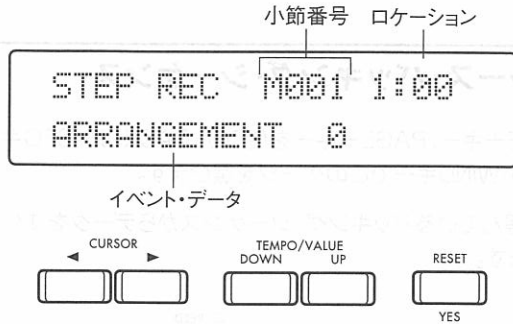 小節番号 ロケーション
STEP REC M001 1:00
ARRANGEMENT 0
イベント・データ
CURSOR
◄ ►
TEMPO/VALUE
DOWN UP
RESET
YES